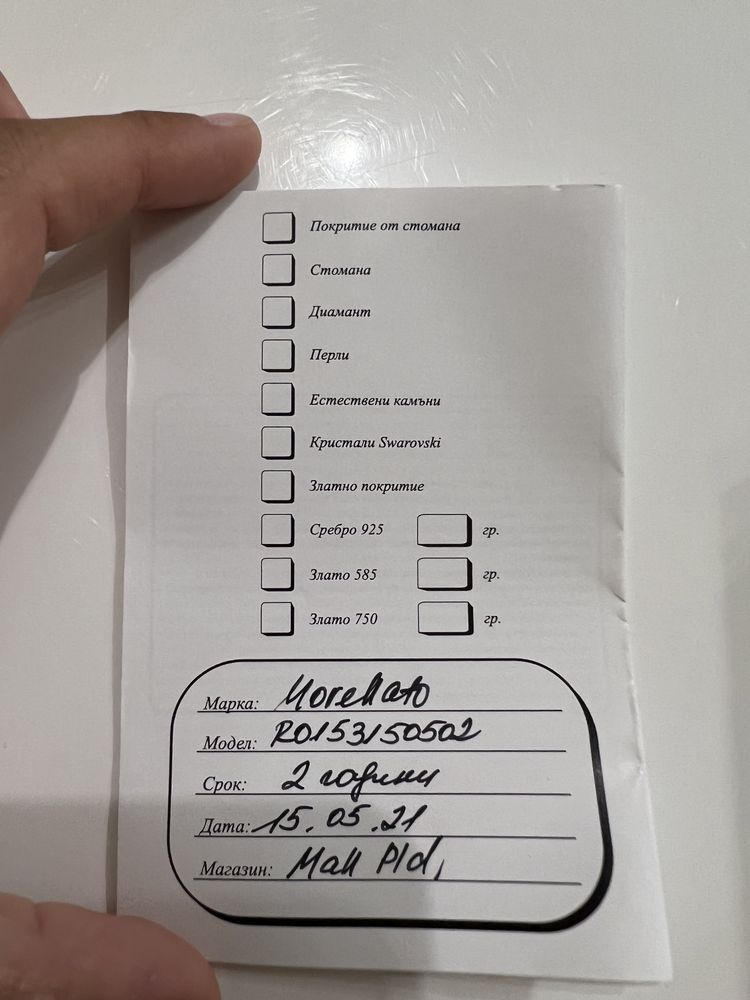 Покритие от стомана
Стомана
Диамант
Перли
Естествени камъни
Кристали Swarovski
Златно покритие
Сребро 925 гр.
Злато 585 гр.
Злато 750 гр.
Марка: Morellato
Модел: R0153150502
Срок: 2 години
Дата: 15.05.21
Магазин: Mall Pld,